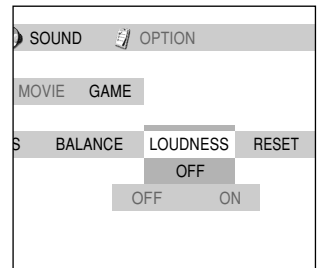 SOUND OPTION
MOVIE GAME
S BALANCE LOUDNESS RESET
OFF
OFF ON